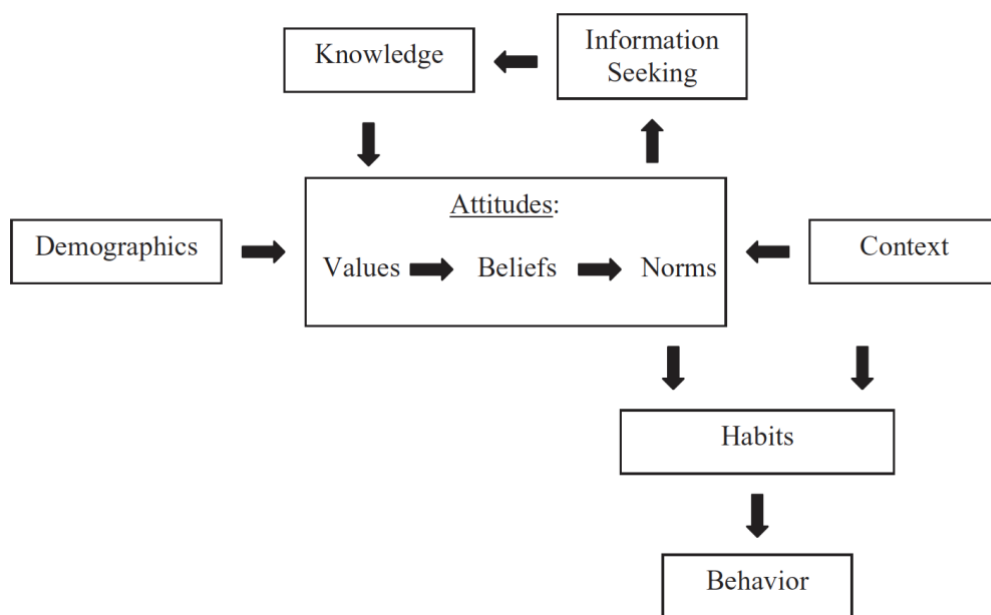 Knowledge
Information
Seeking
Attitudes:
Demographics
Values
Beliefs
Norms
Context
Habits
Behavior